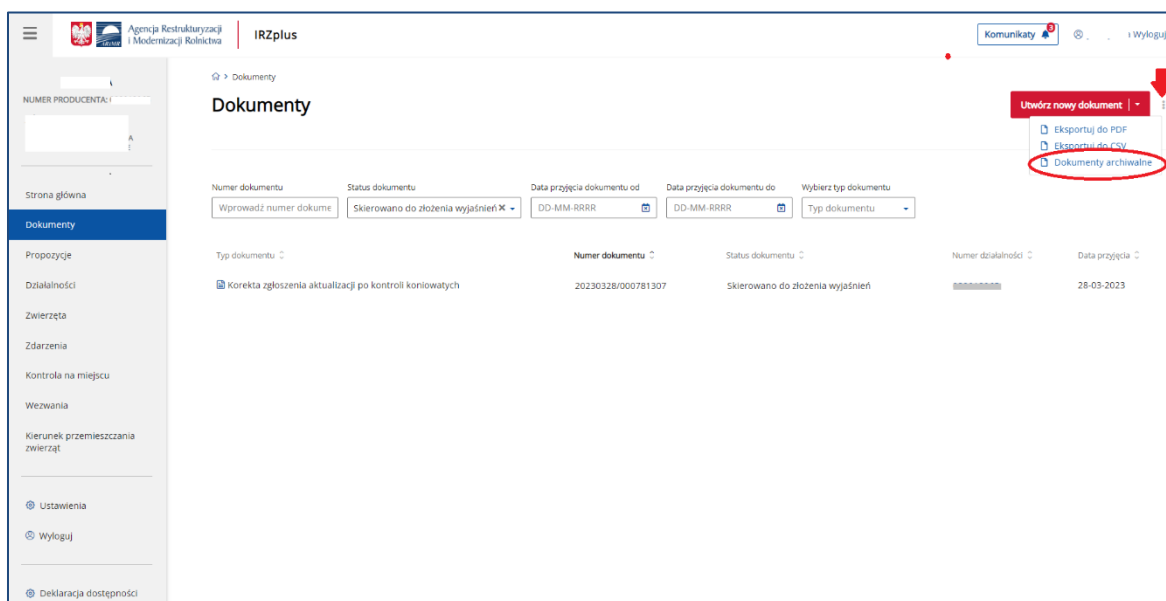 Agencja Restrukturyzacji
i Modernizacji Rolnictwa
IRZplus
Komunikaty 3
Wyloguj
NUMER PRODUCENTA:
Strona główna
Dokumenty
Propozycje
Działalności
Zwierzęta
Zdarzenia
Kontrola na miejscu
Wezwania
Kierunek przemieszczania
zwierząt
Ustawienia
Wyloguj
Deklaracja dostępności
> Dokumenty
Dokumenty
Utwórz nowy dokument
Eksportuj do PDF
Eksportuj do CSV
Dokumenty archiwalne
Numer dokumentu Status dokumentu Data przyjęcia dokumentu od Data przyjęcia dokumentu do Wybierz typ dokumentu
Wprowadź numer dokume Skierowano do złożenia wyjaśnień DD-MM-RRRR DD-MM-RRRR Typ dokumentu
Typ dokumentu Numer dokumentu Status dokumentu Numer działalności Data przyjęcia
Korekta zgłoszenia aktualizacji po kontroli koniowatych 20230328/000781307 Skierowano do złożenia wyjaśnień 28-03-2023